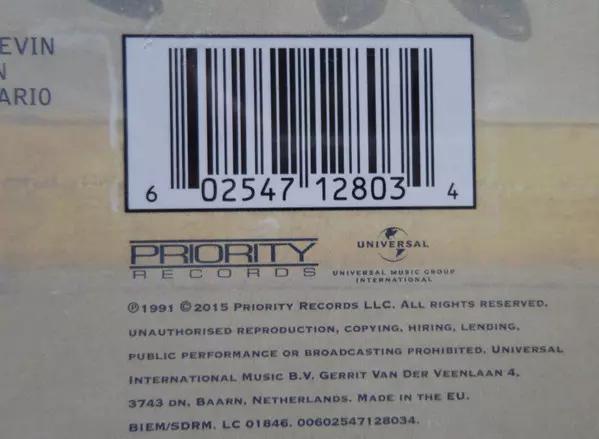 EVIN
N
ARIO
6 02547 12803 4
PRIORITY
RECORDS
UNIVERSAL
UNIVERSAL MUSIC GROUP
INTERNATIONAL
℗1991 ©2015 PRIORITY RECORDS LLC. ALL RIGHTS RESERVED.
UNAUTHORISED REPRODUCTION, COPYING, HIRING, LENDING,
PUBLIC PERFORMANCE OR BROADCASTING PROHIBITED. UNIVERSAL
INTERNATIONAL MUSIC B.V. GERRIT VAN DER VEENLAAN 4,
3743 DN, BAARN, NETHERLANDS. MADE IN THE EU.
BIEM/SDRM. LC 01846. 00602547128034.